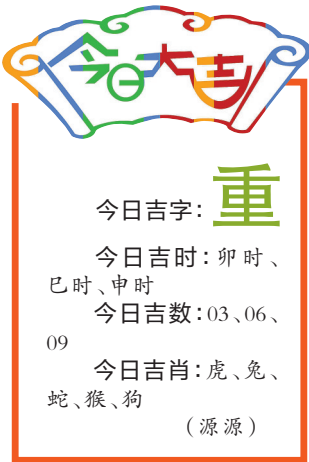 今日大吉
今日吉字：重
今日吉时：卯时、
巳时、申时
今日吉数：03、06、
09
今日吉肖：虎、兔、
蛇、猴、狗
（源源）